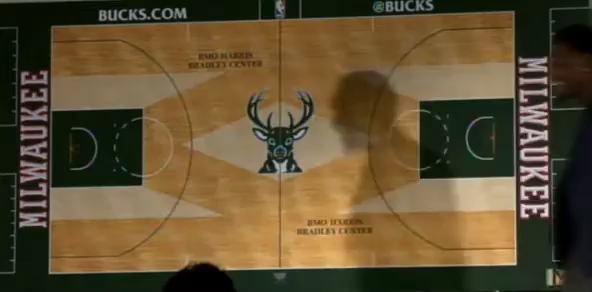 BUCKS.COM
@BUCKS
BMO HARRIS
BRADLEY CENTER
MILWAUKEE
MILWAUKEE
BMO HARRIS
BRADLEY CENTER